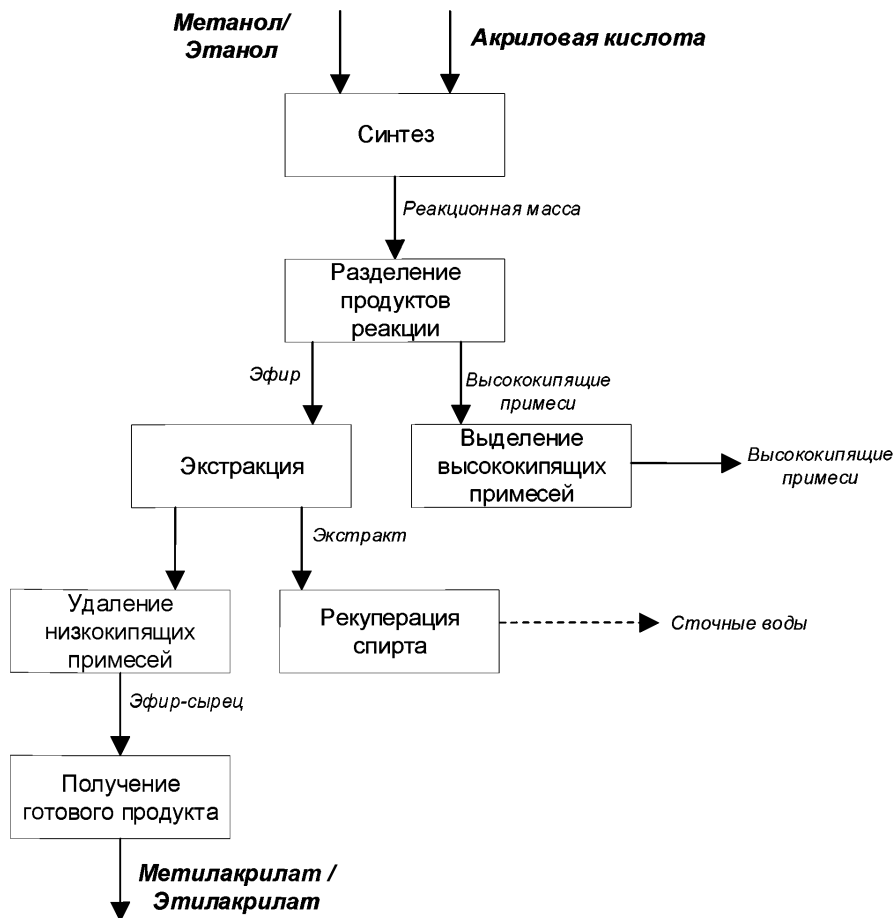 Метанол/
Этанол
Акриловая кислота
Синтез
Реакционная масса
Разделение
продуктов
реакции
Эфир
Высококипящие
примеси
Экстракция
Выделение
высококипящих
примесей
Высококипящие
примеси
Экстракт
Удаление
низкокипящих
примесей
Рекуперация
спирта
Сточные воды
Эфир-сырец
Получение
готового продукта
Метилакрилат /
Этилакрилат